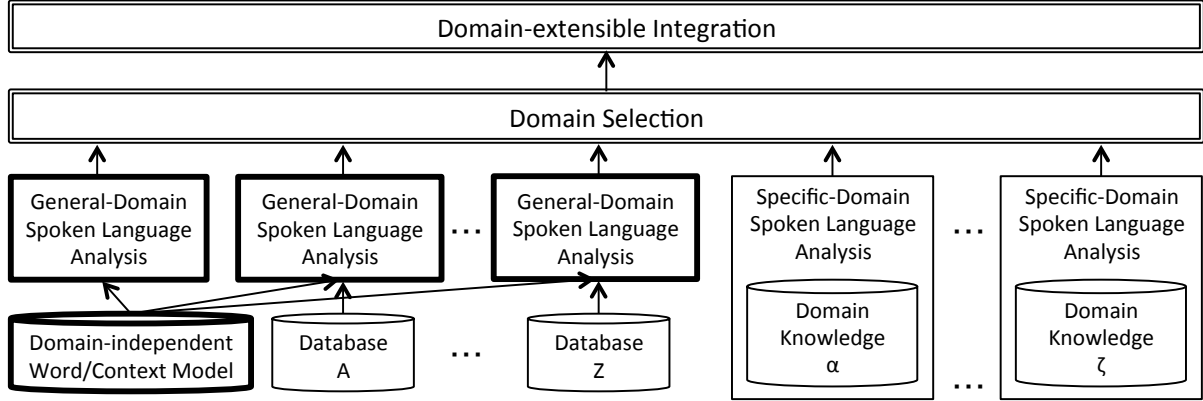 Domain-extensible Integration
Domain Selection
General-Domain
Spoken Language
Analysis
General-Domain
Spoken Language
Analysis
...
General-Domain
Spoken Language
Analysis
Specific-Domain
Spoken Language
Analysis
...
Specific-Domain
Spoken Language
Analysis
Domain-independent
Word/Context Model
Database
A
...
Database
Z
Domain
Knowledge
α
...
Domain
Knowledge
ζ